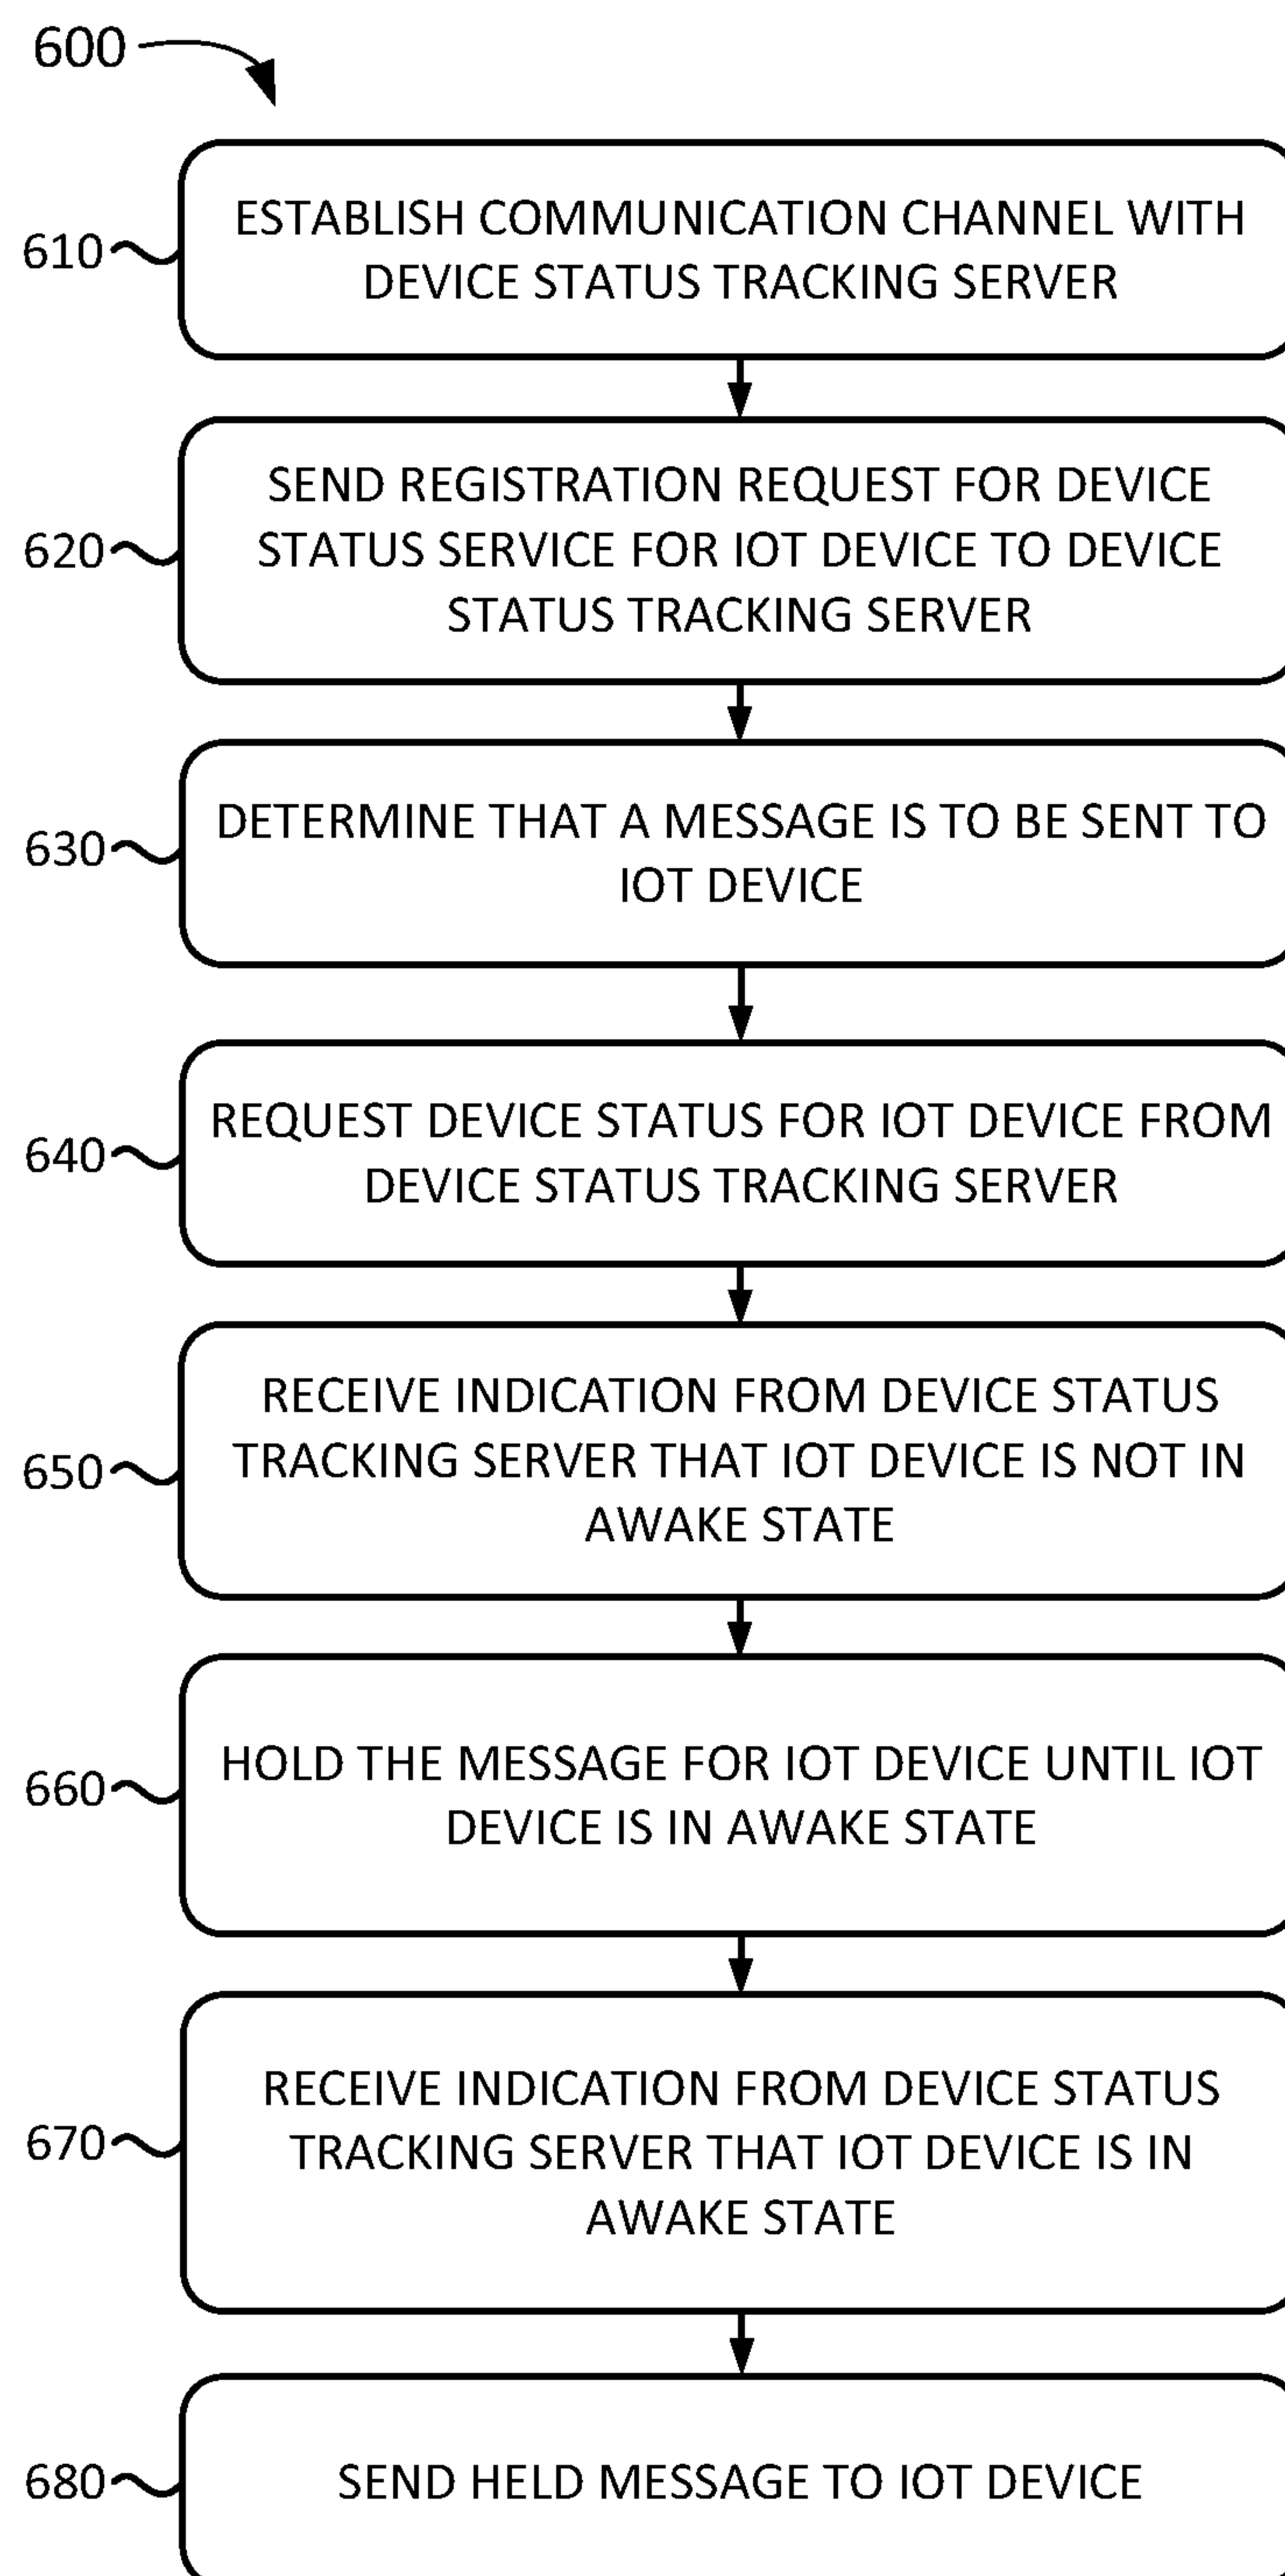 600
610
ESTABLISH COMMUNICATION CHANNEL WITH
DEVICE STATUS TRACKING SERVER
620
SEND REGISTRATION REQUEST FOR DEVICE
STATUS SERVICE FOR IOT DEVICE TO DEVICE
STATUS TRACKING SERVER
630
DETERMINE THAT A MESSAGE IS TO BE SENT TO
IOT DEVICE
640
REQUEST DEVICE STATUS FOR IOT DEVICE FROM
DEVICE STATUS TRACKING SERVER
650
RECEIVE INDICATION FROM DEVICE STATUS
TRACKING SERVER THAT IOT DEVICE IS NOT IN
AWAKE STATE
660
HOLD THE MESSAGE FOR IOT DEVICE UNTIL IOT
DEVICE IS IN AWAKE STATE
670
RECEIVE INDICATION FROM DEVICE STATUS
TRACKING SERVER THAT IOT DEVICE IS IN
AWAKE STATE
680
SEND HELD MESSAGE TO IOT DEVICE